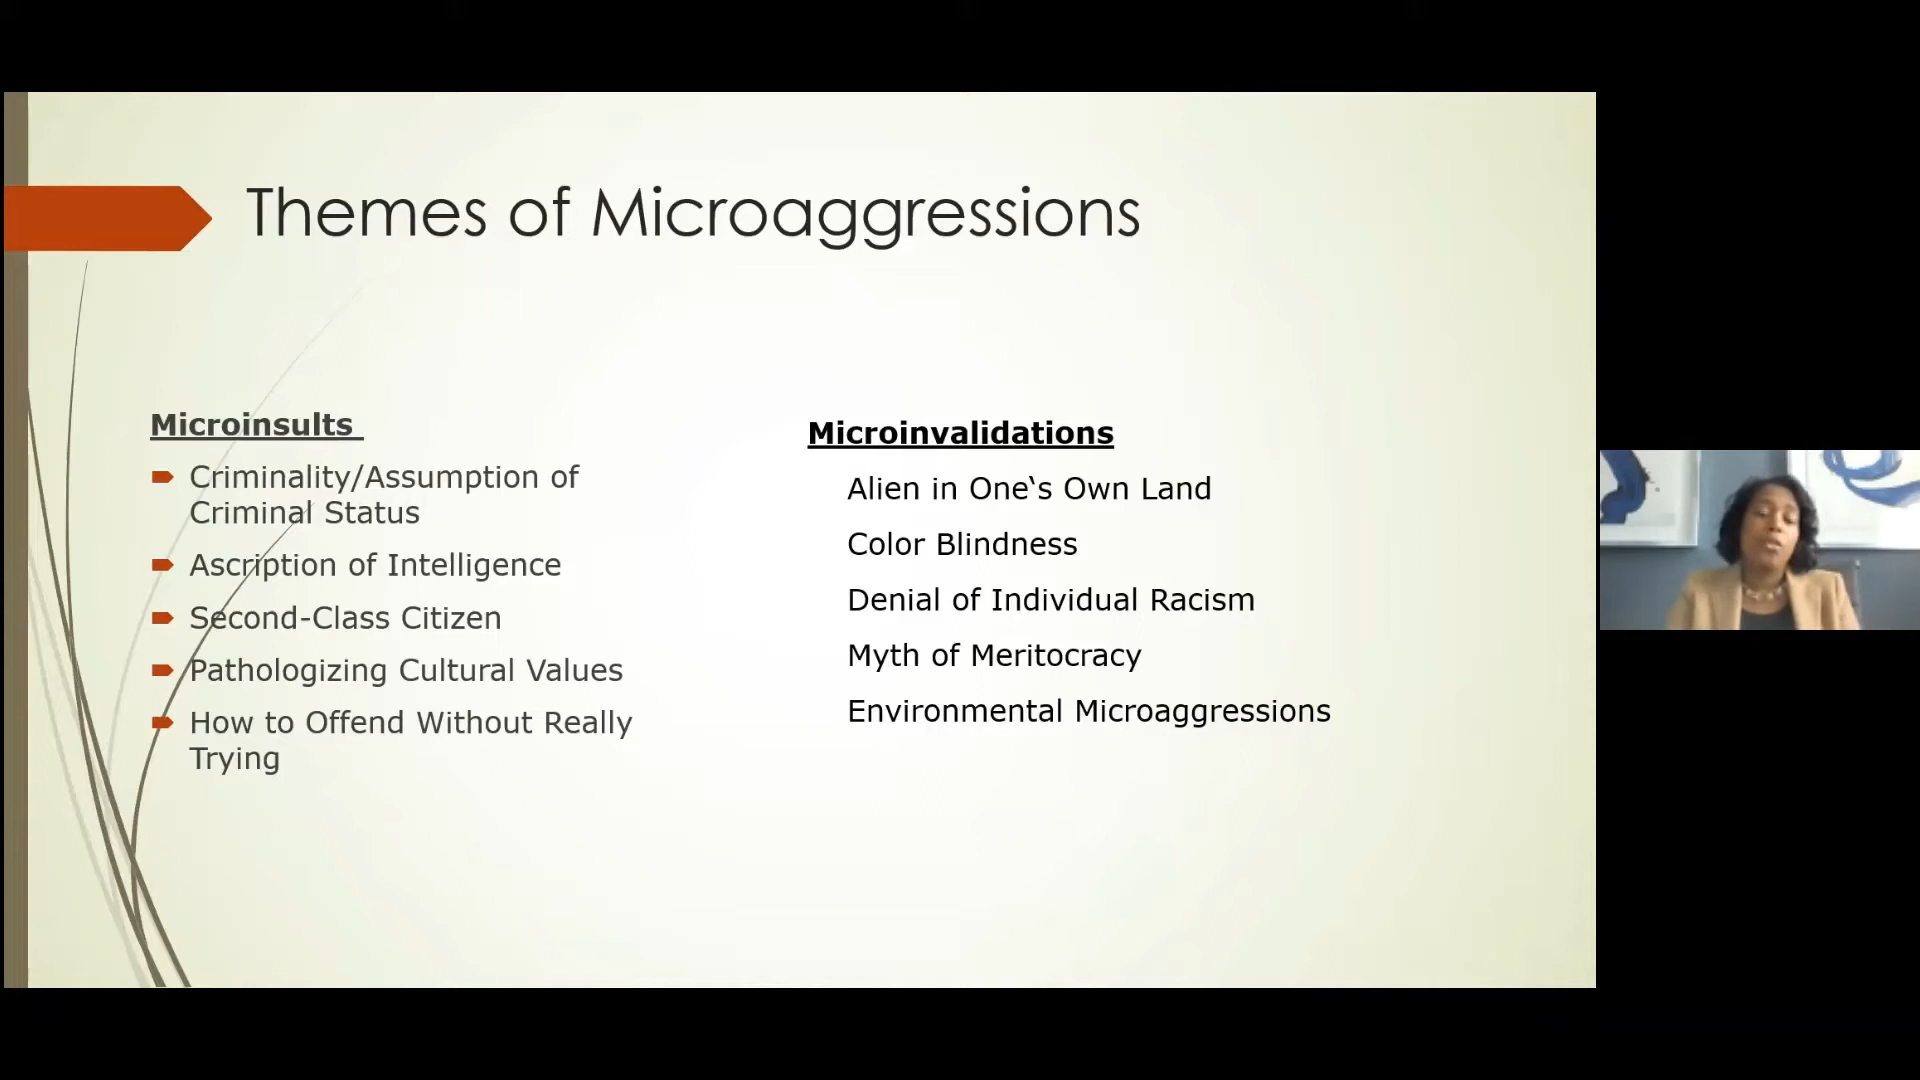 Themes of Microaggressions
Microinsults
Criminality/Assumption of
Criminal Status
Ascription of Intelligence
Second-Class Citizen
Pathologizing Cultural Values
How to Offend Without Really
Trying
Microinvalidations
Alien in One‛s Own Land
Color Blindness
Denial of Individual Racism
Myth of Meritocracy
Environmental Microaggressions